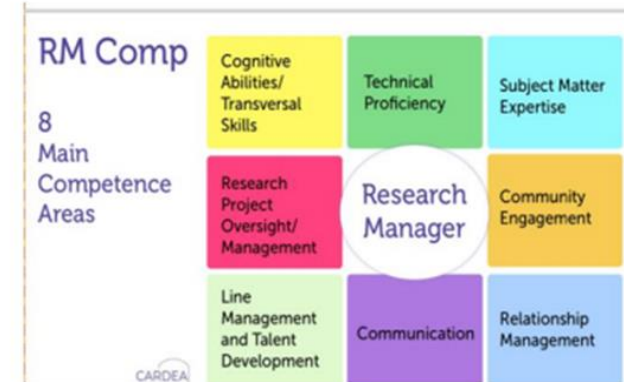 RM Comp
8
Main
Competence
Areas
Cognitive
Abilities/
Transversal
Skills
Technical
Proficiency
Subject Matter
Expertise
Research
Project
Oversight/
Management
Research
Manager
Community
Engagement
Line
Management
and Talent
Development
Communication
Relationship
Management
CARDEA